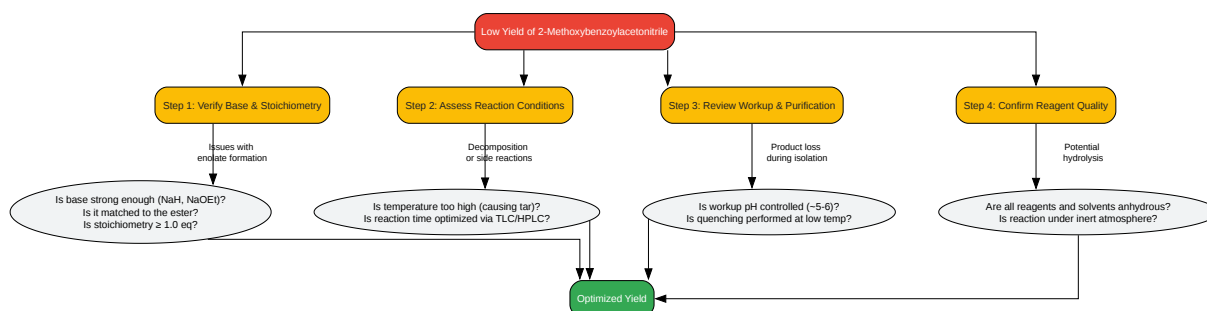 Low Yield of 2-Methoxybenzoylacetonitrile
Step 1: Verify Base & Stoichiometry
Step 2: Assess Reaction Conditions
Step 3: Review Workup & Purification
Step 4: Confirm Reagent Quality
Issues with
enolate formation
Decomposition
or side reactions
Product loss
during isolation
Potential
hydrolysis
Is base strong enough (NaH, NaOEt)?
Is it matched to the ester?
Is stoichiometry ≥ 1.0 eq?
Is temperature too high (causing tar)?
Is reaction time optimized via TLC/HPLC?
Is workup pH controlled (~5-6)?
Is quenching performed at low temp?
Are all reagents and solvents anhydrous?
Is reaction under inert atmosphere?
Optimized Yield